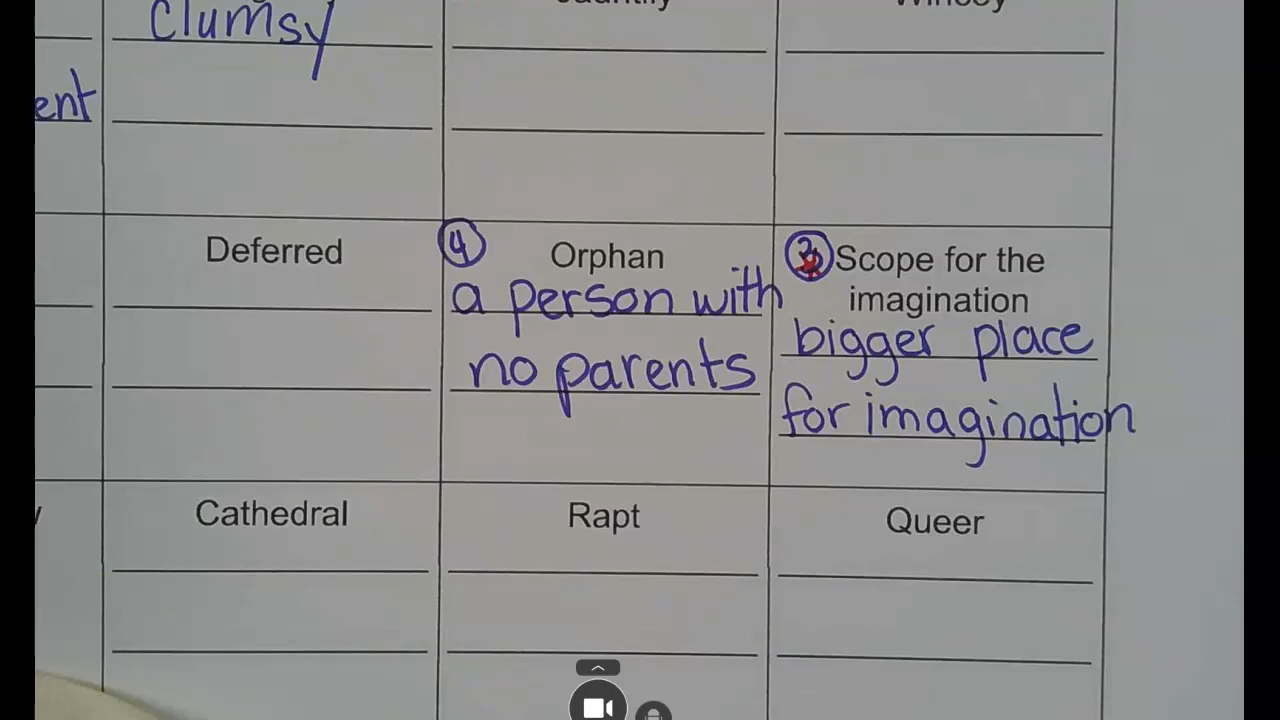 Clumsy
ent
Deferred
4
Orphan
a person with
no parents
Scope for the
imagination
bigger place
for imagination
Cathedral
Rapt
Queer